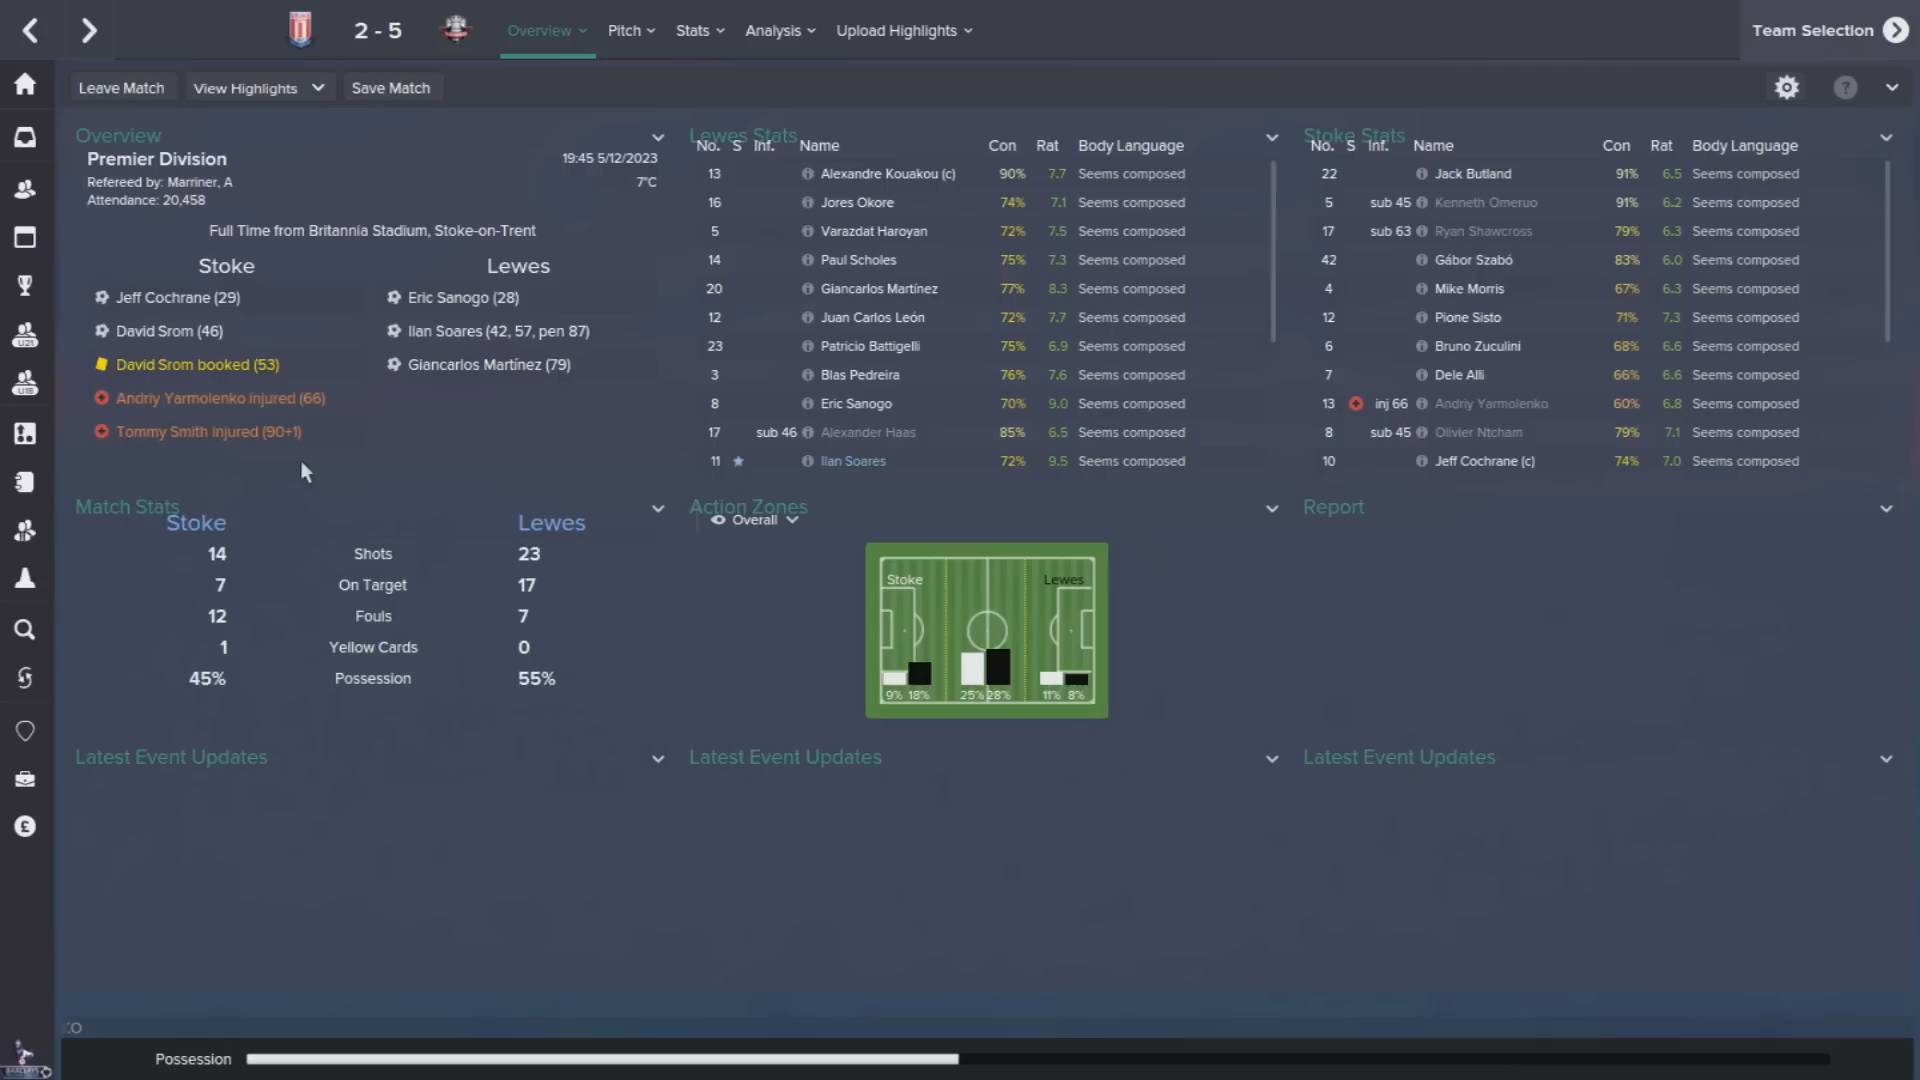 2 - 5
Overview
Pitch
Stats
Analysis
Upload Highlights
Team Selection
Leave Match
View Highlights
Save Match
?
Overview
Premier Division
19:45 5/12/2023
Refereed by: Marriner, A
7°C
Attendance: 20,458
Full Time from Britannia Stadium, Stoke-on-Trent
Stoke Lewes
Jeff Cochrane (29) Eric Sanogo (28)
David Srom (46) Ilan Soares (42, 57, pen 87)
David Srom booked (53) Giancarlos Martínez (79)
Andriy Yarmolenko injured (66)
Tommy Smith injured (90+1)
Lewes Stats
No. S Inf. Name Con Rat Body Language
13 Alexandre Kouakou (c) 90% 7.7 Seems composed
16 Jores Okore 74% 7.1 Seems composed
5 Varazdat Haroyan 72% 7.5 Seems composed
14 Paul Scholes 75% 7.3 Seems composed
20 Giancarlos Martínez 77% 8.3 Seems composed
12 Juan Carlos León 72% 7.7 Seems composed
23 Patricio Battigelli 75% 6.9 Seems composed
3 Blas Pedreira 76% 7.6 Seems composed
8 Eric Sanogo 70% 9.0 Seems composed
17 sub 46 Alexander Haas 85% 6.5 Seems composed
11 Ilan Soares 72% 9.5 Seems composed
Stoke Stats
No. S Inf. Name Con Rat Body Language
22 Jack Butland 91% 6.5 Seems composed
5 sub 45 Kenneth Omeruo 91% 6.2 Seems composed
17 sub 63 Ryan Shawcross 79% 6.3 Seems composed
42 Gábor Szabó 83% 6.0 Seems composed
4 Mike Morris 67% 6.3 Seems composed
12 Pione Sisto 71% 7.3 Seems composed
6 Bruno Zuculini 68% 6.6 Seems composed
7 Dele Alli 66% 6.6 Seems composed
13 inj 66 Andriy Yarmolenko 60% 6.8 Seems composed
8 sub 45 Olivier Ntcham 79% 7.1 Seems composed
10 Jeff Cochrane (c) 74% 7.0 Seems composed
Match Stats
Stoke Lewes
14 Shots 23
7 On Target 17
12 Fouls 7
1 Yellow Cards 0
45% Possession 55%
Action Zones
Overall
Stoke Lewes
9% 18% 25% 28% 11% 8%
Report
Latest Event Updates
Latest Event Updates
Latest Event Updates
U21
U18
£
KO
Possession
BARCLAYS